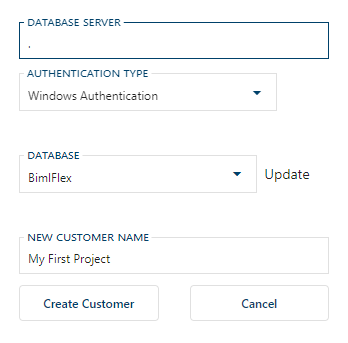 DATABASE SERVER
.
AUTHENTICATION TYPE
Windows Authentication
DATABASE
BimlFlex
Update
NEW CUSTOMER NAME
My First Project
Create Customer
Cancel